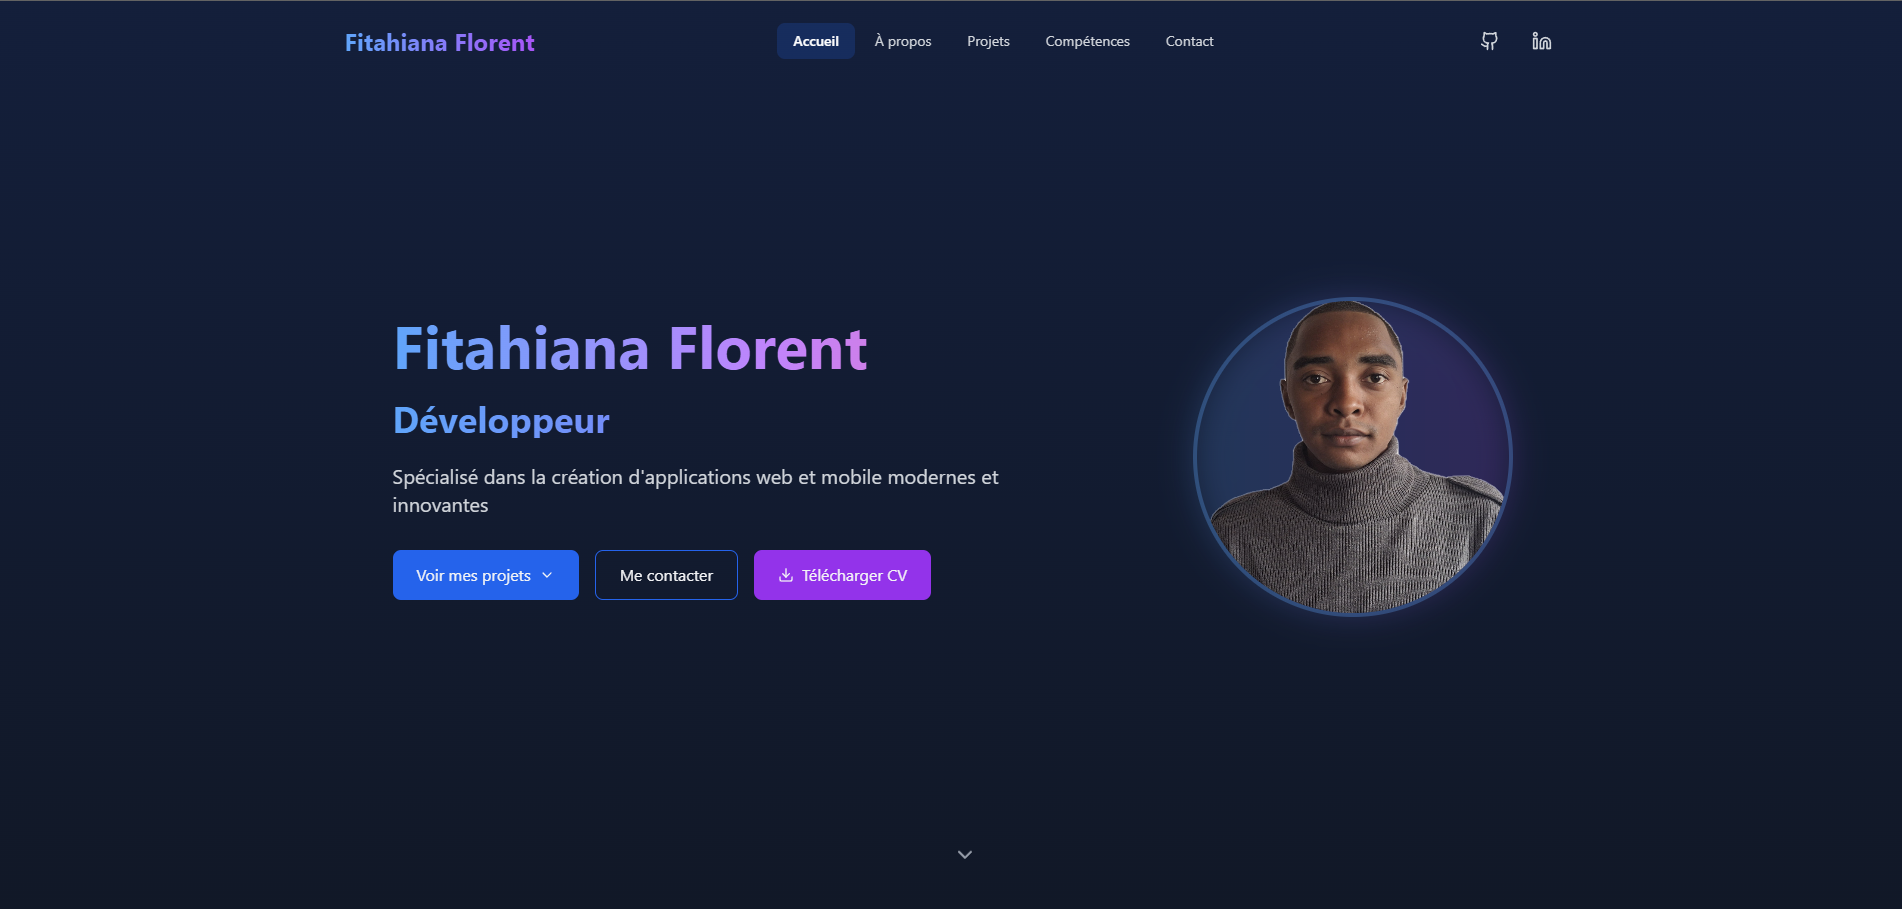 Fitahiana Florent
Accueil
À propos
Projets
Compétences
Contact
Fitahiana Florent
Développeur
Spécialisé dans la création d'applications web et mobile modernes et
innovantes
Voir mes projets
Me contacter
Télécharger CV